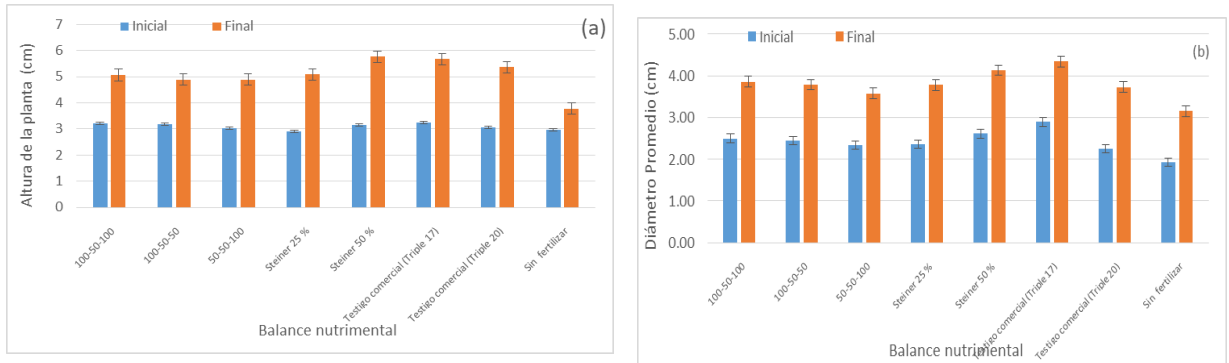 (a)
Inicial Final
Altura de la planta (cm)
7
6
5
4
3
2
1
0
100-50-100
100-50-50
50-50-100
Steiner 25 %
Steiner 50 %
Testigo comercial (Triple 17)
Testigo comercial (Triple 20)
Sin fertilizar
Balance nutrimental
(b)
Inicial Final
Diámetro Promedio (cm)
5.00
4.00
3.00
2.00
1.00
0.00
100-50-100
100-50-50
50-50-100
Steiner 25 %
Steiner 50 %
Testigo comercial (Triple 17)
Testigo comercial (Triple 20)
Sin fertilizar
Balance nutrimental